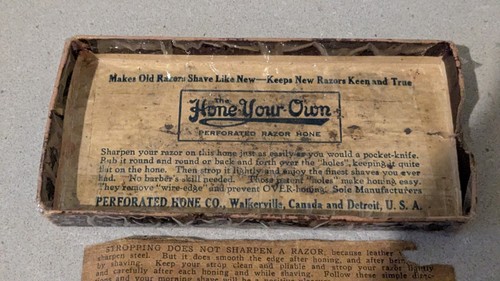 Makes Old Razors Shave Like New—Keeps New Razors Keen and True
The
Hone-Your-Own
PERFORATED RAZOR HONE
Sharpen your razor on this hone just as easily as you would a pocket-knife.
Rub it round and round or back and forth over the "holes", keeping it quite
flat on the hone. Then strop it lightly and enjoy the finest shaves you ever
had. No barber's skill needed. These patent "holes" make honing easy.
They remove "wire-edge" and prevent OVER-honing. Sole Manufacturers
PERFORATED HONE CO., Walkerville, Canada and Detroit, U. S. A.
STROPPING DOES NOT SHARPEN A RAZOR, because leather
sharpen steel. But it does smooth the edge after honing, and after
by shaving. Keep your strop clean and pliable and strop your razor lightly
and carefully after each honing and while shaving. Follow these simple
and your morning shave will be a